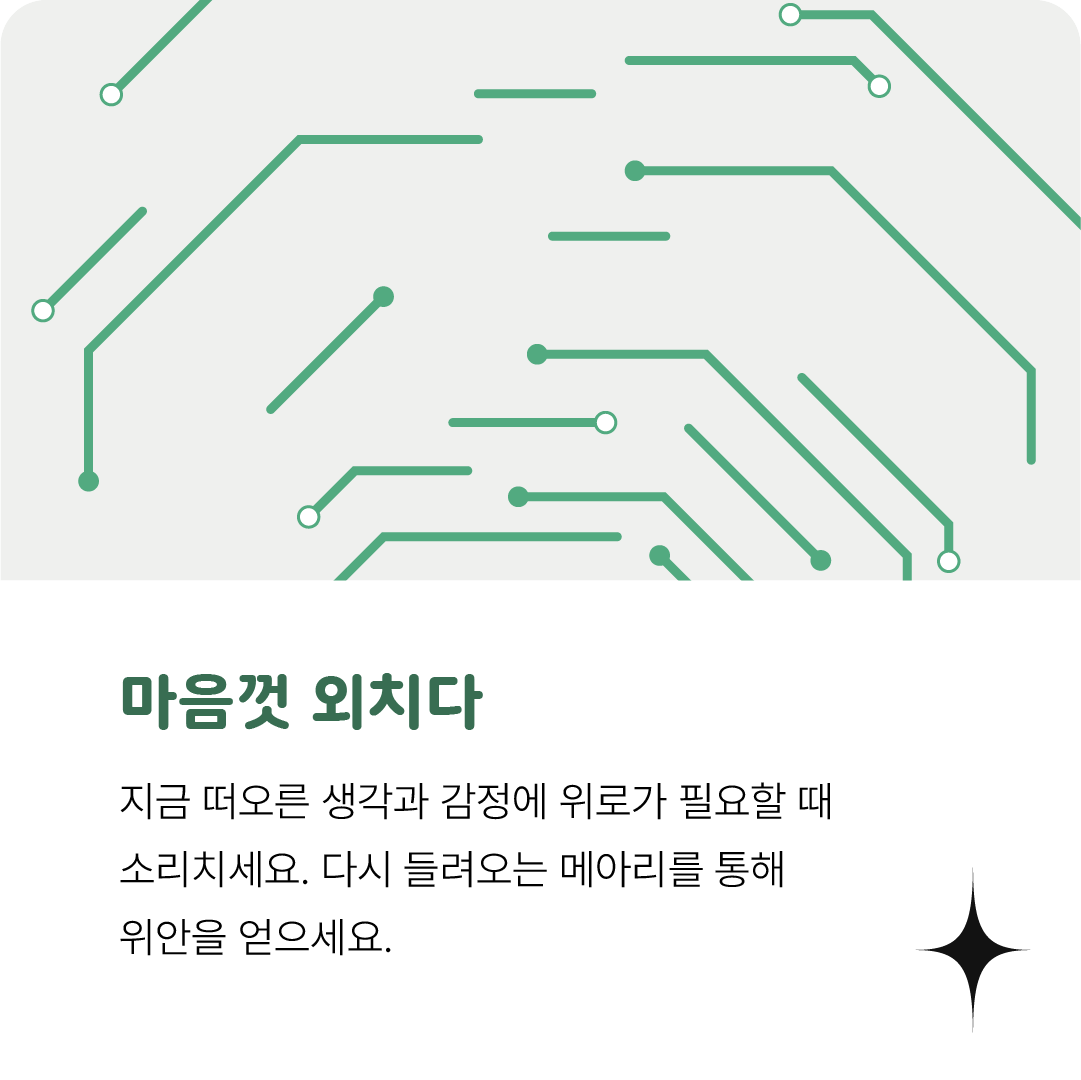 마음껏 외치다
지금 떠오른 생각과 감정에 위로가 필요할 때
소리치세요. 다시 들려오는 메아리를 통해
위안을 얻으세요.